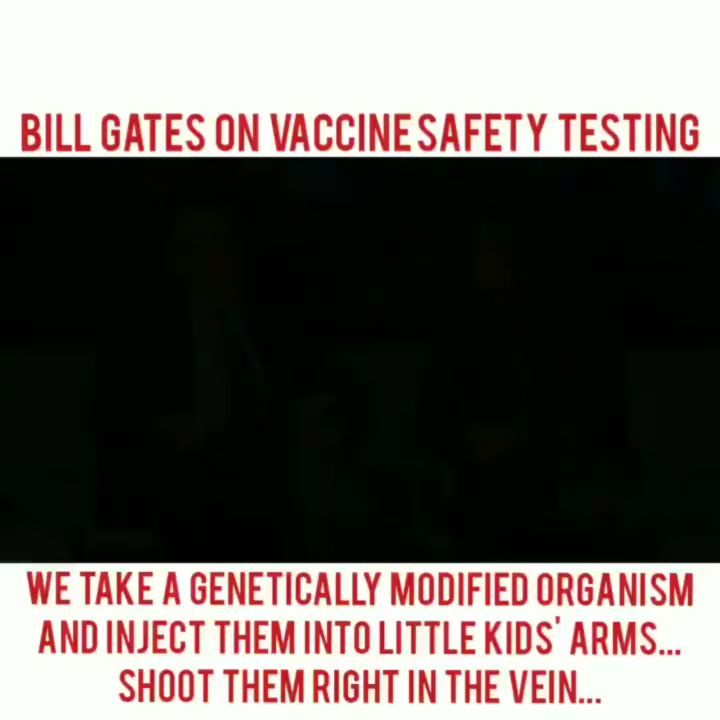 BILL GATES ON VACCINE SAFETY TESTING
WE TAKE A GENETICALLY MODIFIED ORGANISM
AND INJECT THEM INTO LITTLE KIDS' ARMS...
SHOOT THEM RIGHT IN THE VEIN...